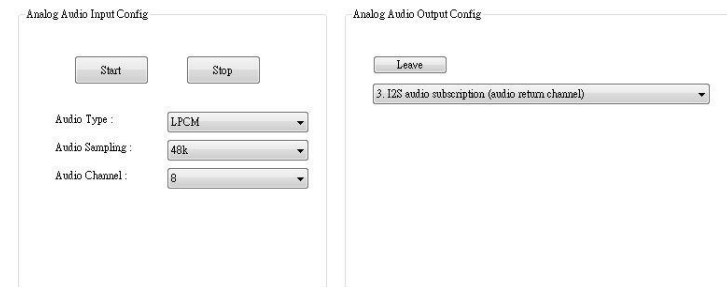 Analog Audio Input Config
Start Stop
Audio Type : LPCM
Audio Sampling : 48k
Audio Channel : 8
Analog Audio Output Config
Leave
3. I2S audio subscription (audio return channel)